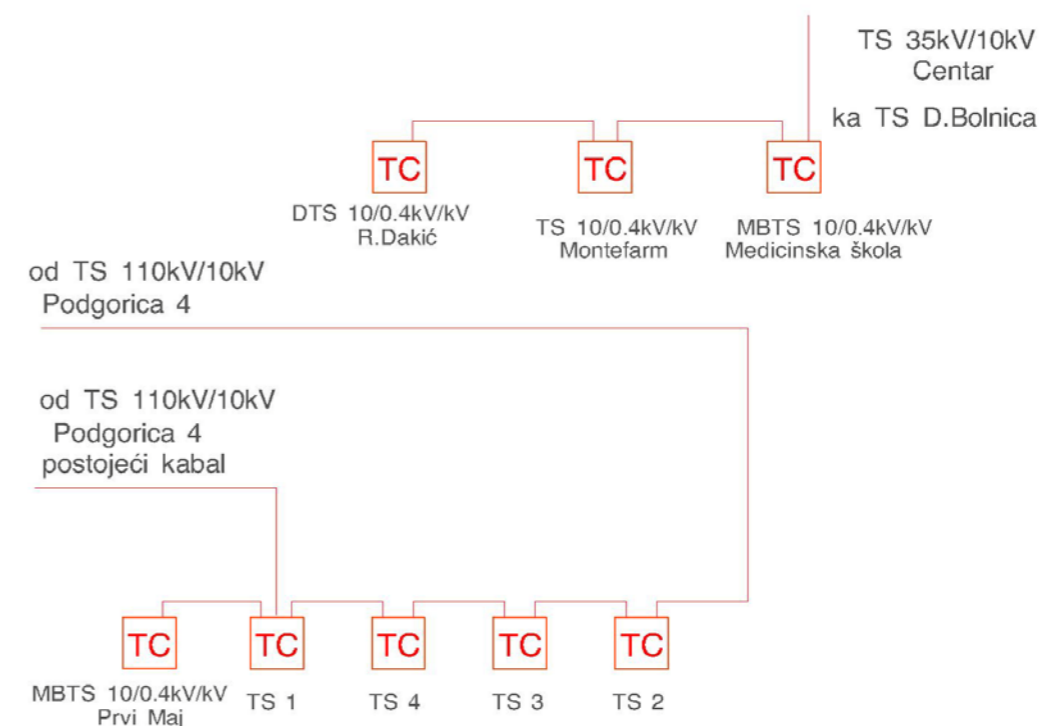 TS 35kV/10kV
Centar
ka TS D.Bolnica
TC
TC
TC
DTS 10/0.4kV/kV
R.Dakić
TS 10/0.4kV/kV
Montefarm
MBTS 10/0.4kV/kV
Medicinska škola
od TS 110kV/10kV
Podgorica 4
od TS 110kV/10kV
Podgorica 4
postojeći kabal
TC
TC
TC
TC
TC
MBTS 10/0.4kV/kV
Prvi Maj
TS 1
TS 4
TS 3
TS 2